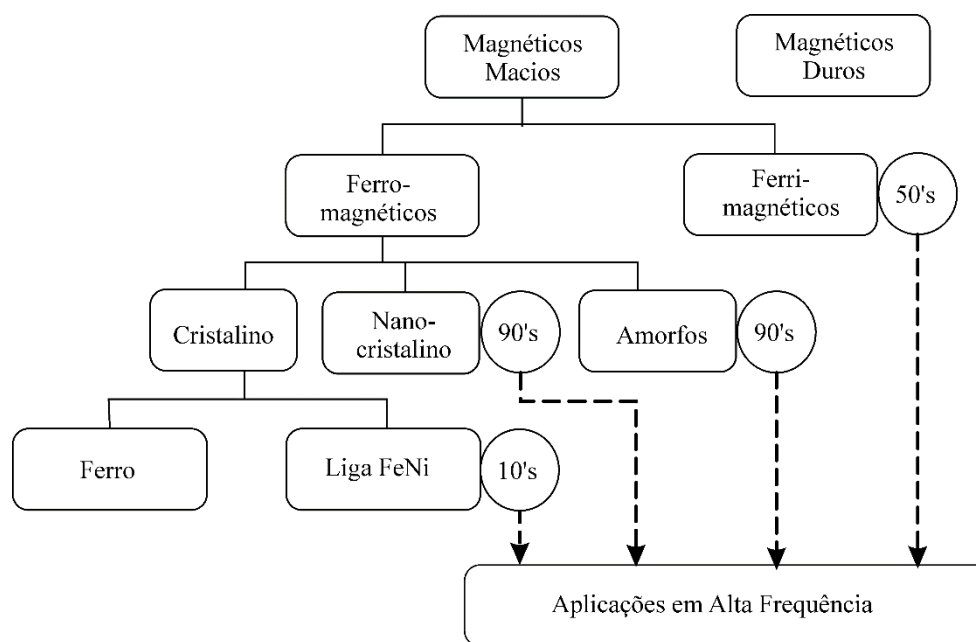 Magnéticos
Macios
Magnéticos
Duros
Ferro-
magnéticos
Ferri-
magnéticos
50's
Cristalino
Nano-
cristalino
90's
Amorfos
90's
Ferro
Liga FeNi
10's
Aplicações em Alta Frequência